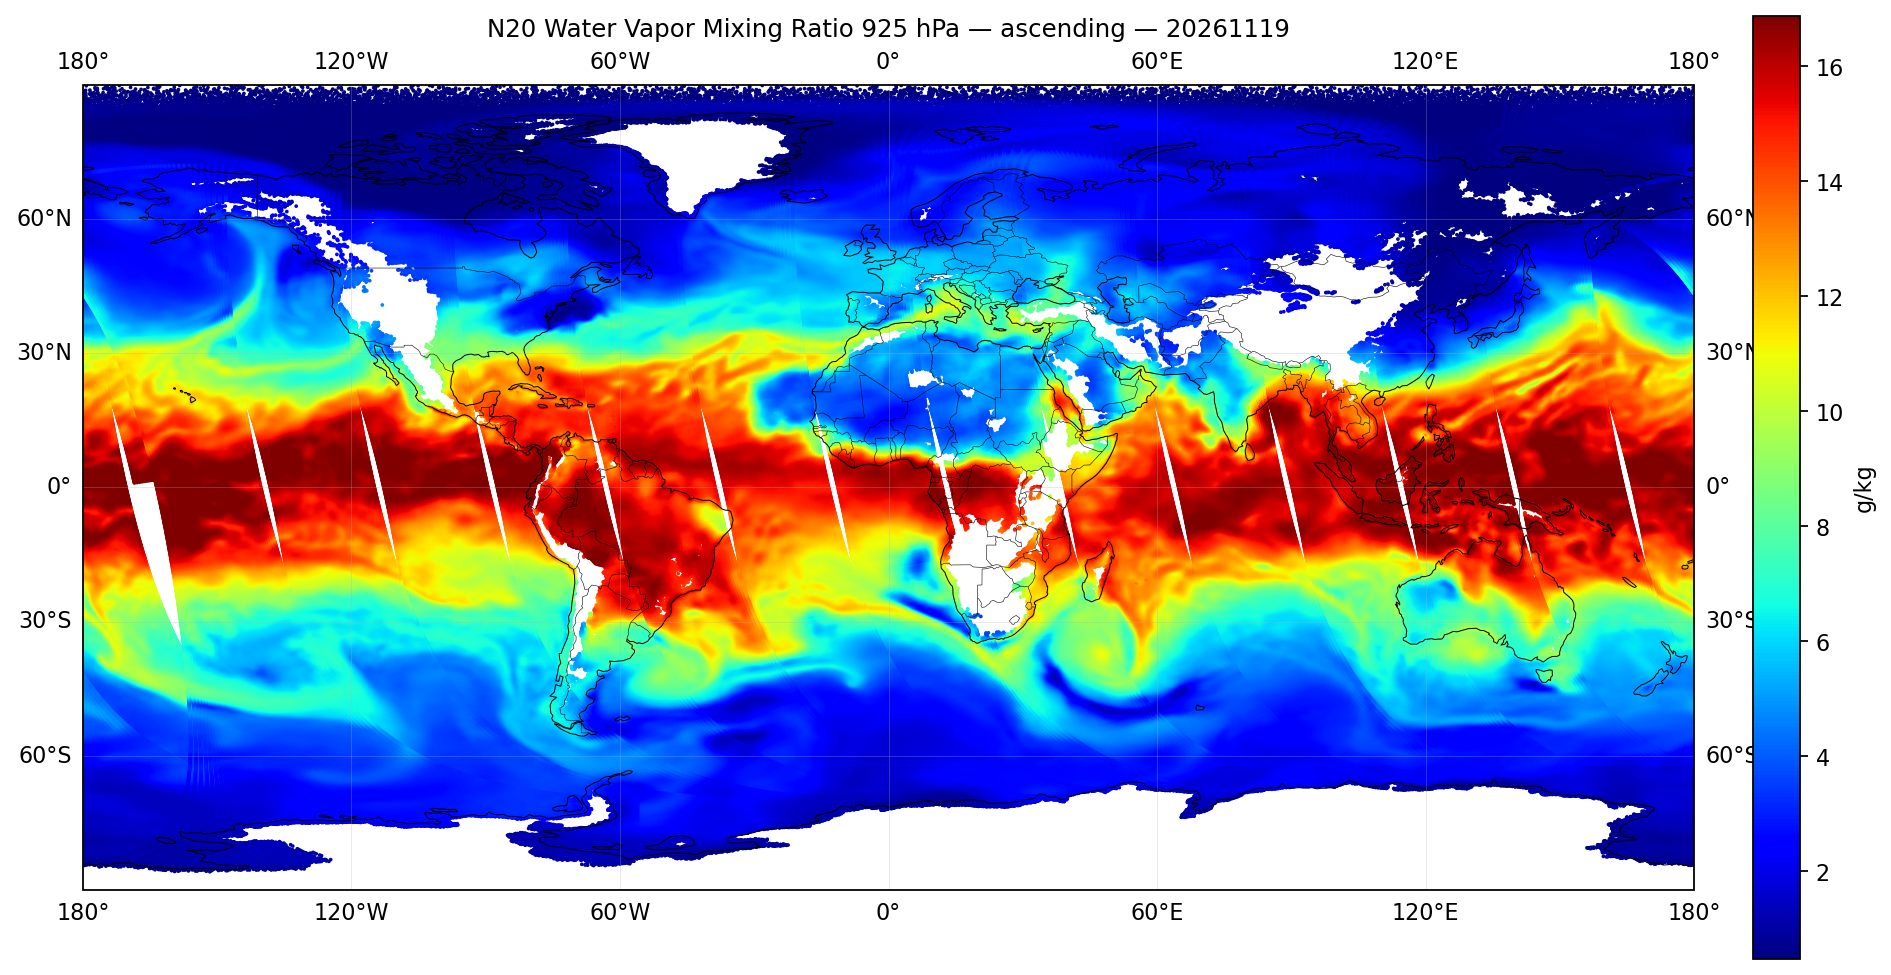 N20 Water Vapor Mixing Ratio 925 hPa — ascending — 20261119
180° 120°W 60°W 0° 60°E 120°E 180°
60°N 60°N
30°N 30°N
0° 0°
30°S 30°S
60°S 60°S
180° 120°W 60°W 0° 60°E 120°E 180°
16
14
12
10
8
6
4
2
g/kg